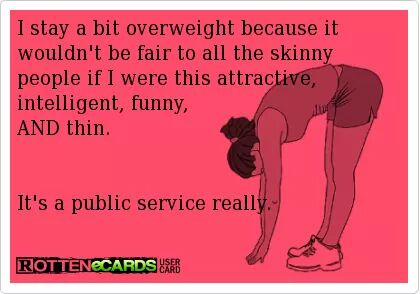 I stay a bit overweight because it
wouldn't be fair to all the skinny
people if I were this attractive,
intelligent, funny,
AND thin.
It's a public service really.
ROTTENeCARDS USER
CARD